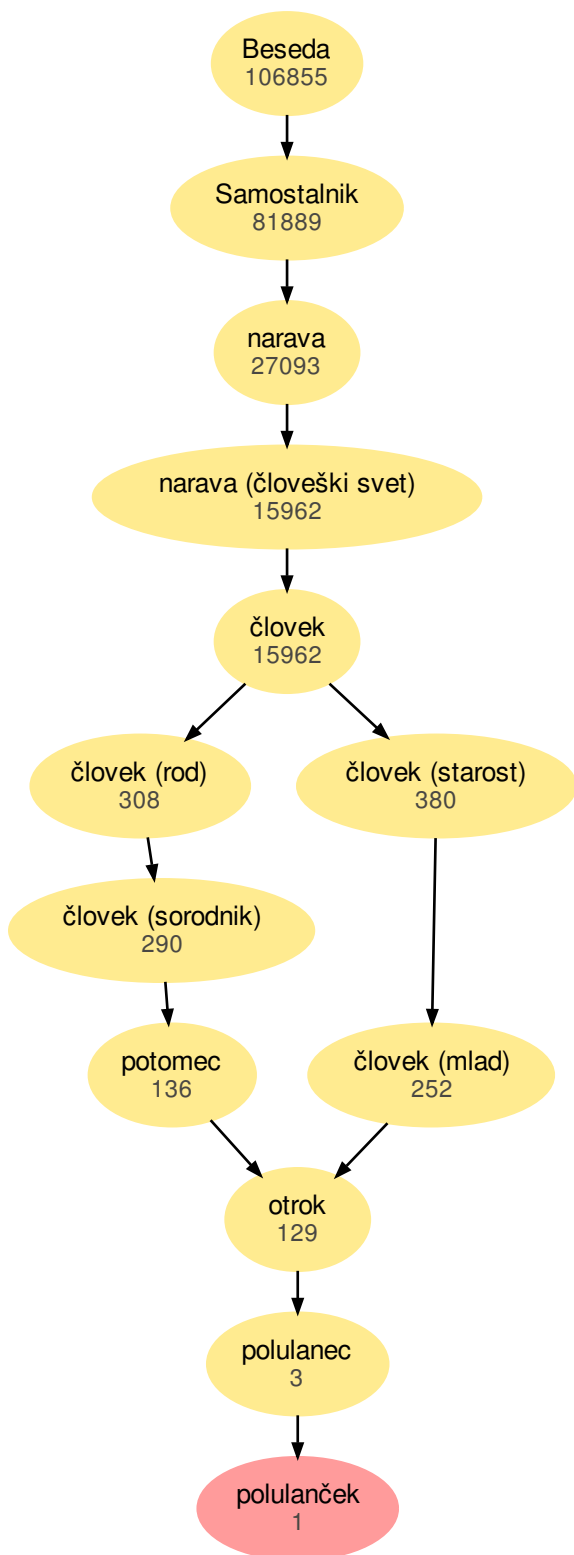 Beseda
106855
Samostalnik
81889
narava
27093
narava (človeški svet)
15962
človek
15962
človek (rod)
308
človek (starost)
380
človek (sorodnik)
290
potomec
136
človek (mlad)
252
otrok
129
polulanec
3
polulanček
1